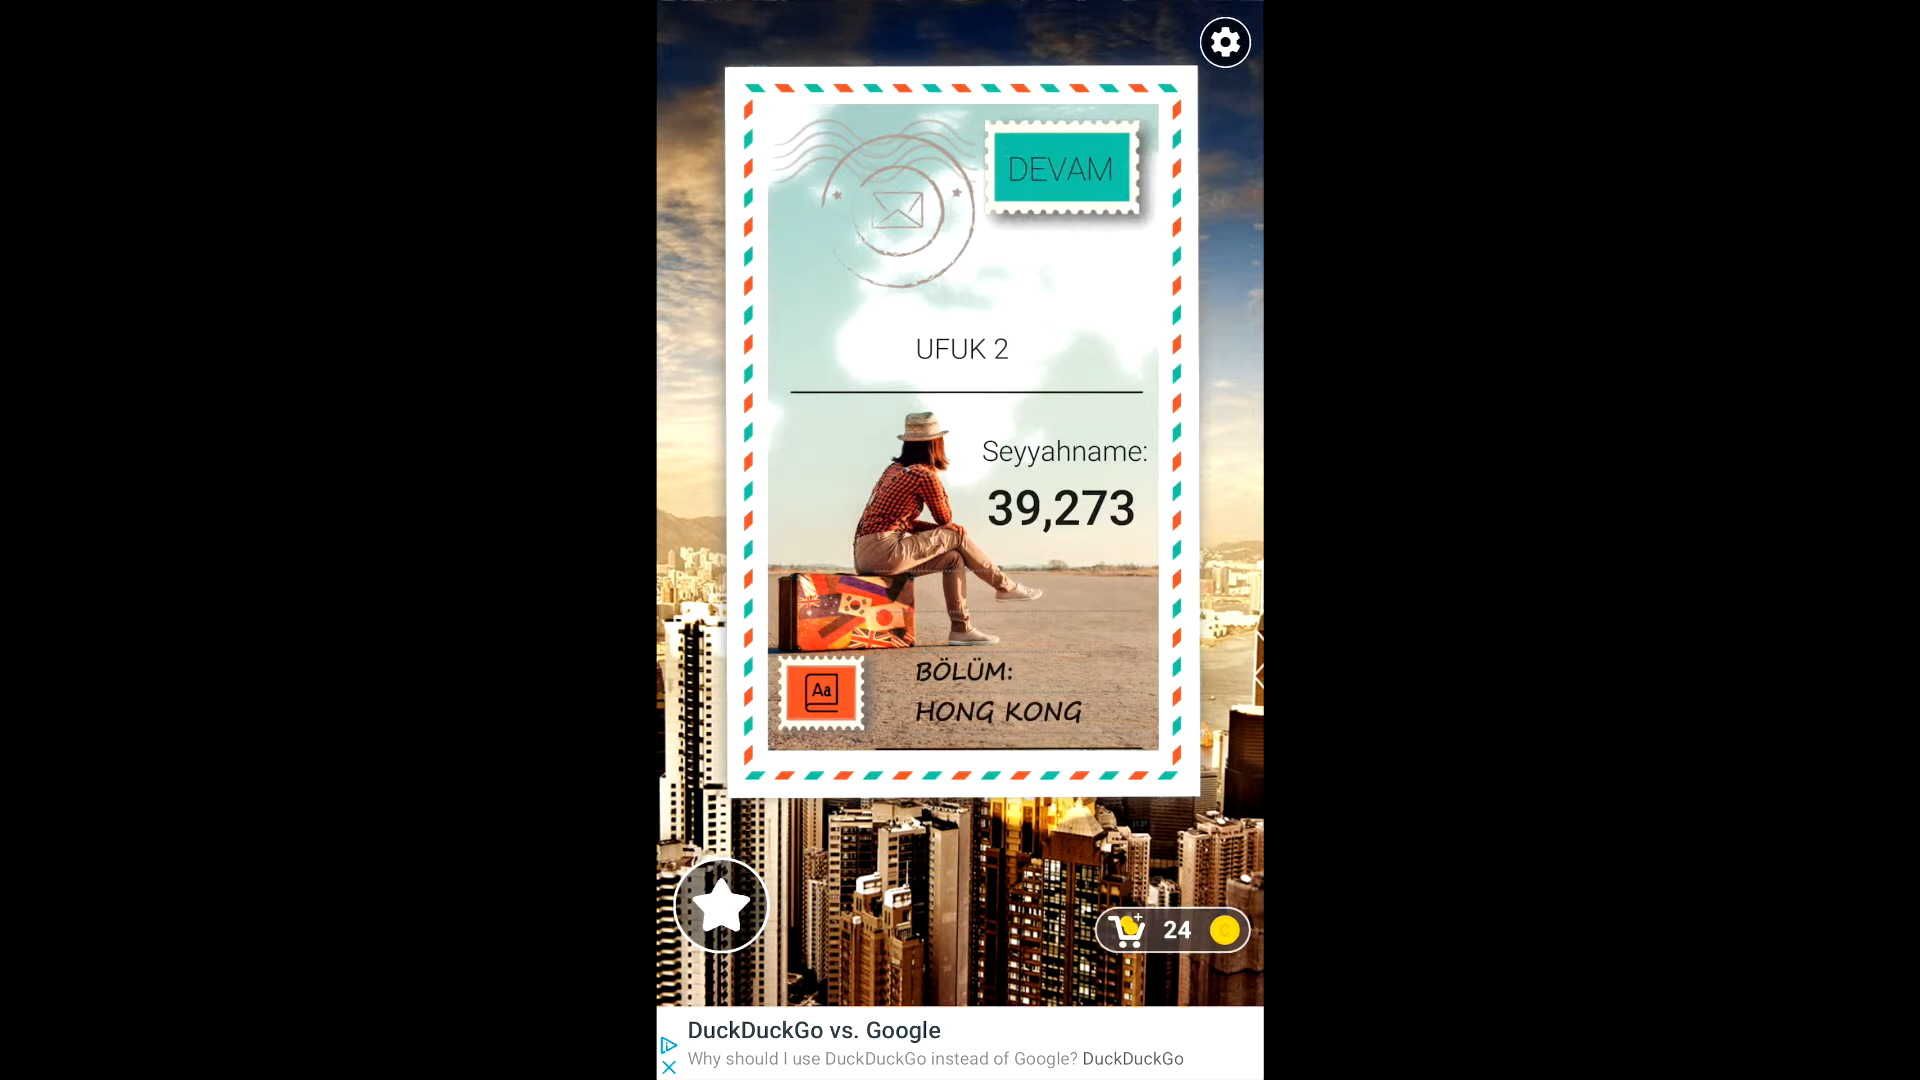 DEVAM
UFUK 2
Seyyahname:
39,273
Aa
BÖLÜM:
HONG KONG
24
DuckDuckGo vs. Google
Why should I use DuckDuckGo instead of Google? DuckDuckGo